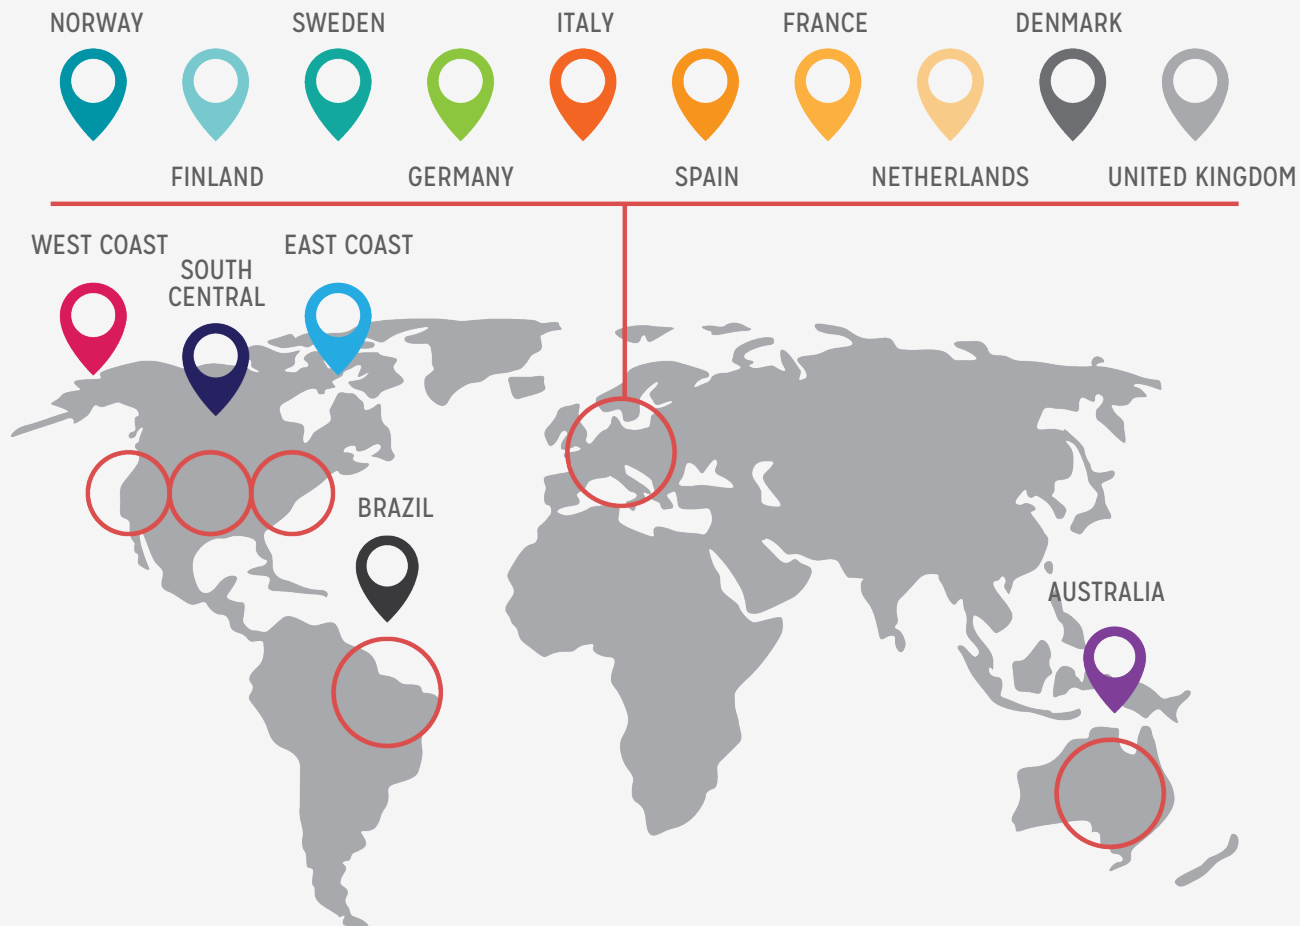 NORWAY
SWEDEN
ITALY
FRANCE
DENMARK
FINLAND
GERMANY
SPAIN
NETHERLANDS
UNITED KINGDOM
WEST COAST
EAST COAST
SOUTH
CENTRAL
BRAZIL
AUSTRALIA